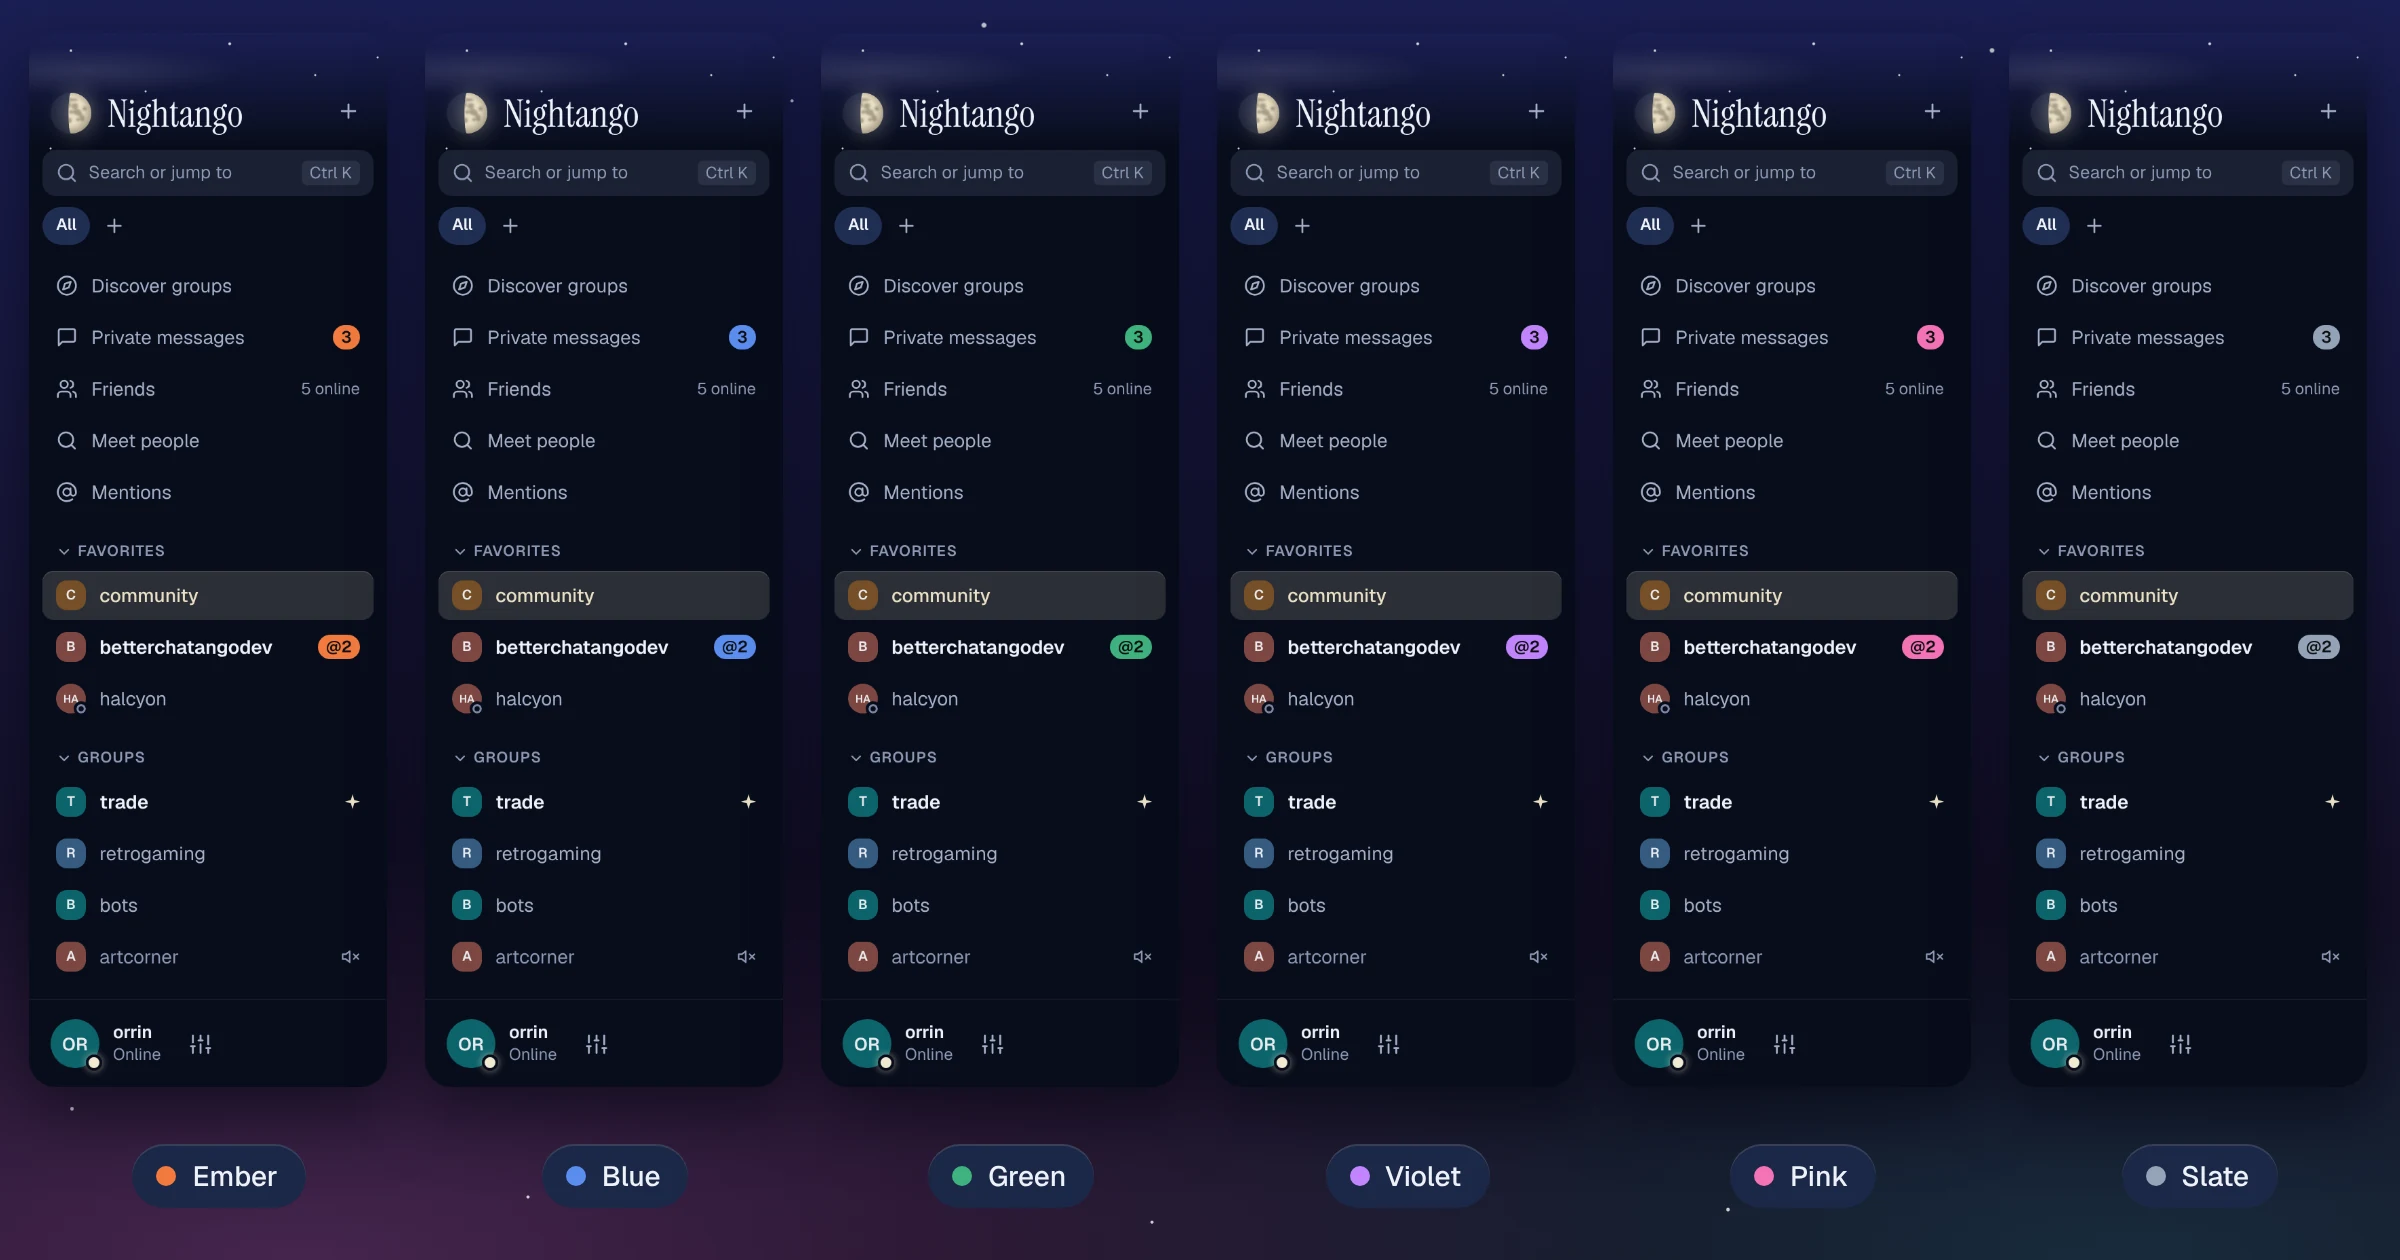 Nightango
Search or jump to Ctrl K
All
Discover groups
Private messages 3
Friends 5 online
Meet people
Mentions
FAVORITES
C community
B betterchatangodev @2
HA halcyon
GROUPS
T trade
R retrogaming
B bots
A artcorner
OR orrin
Online
Ember
Nightango
Search or jump to Ctrl K
All
Discover groups
Private messages 3
Friends 5 online
Meet people
Mentions
FAVORITES
C community
B betterchatangodev @2
HA halcyon
GROUPS
T trade
R retrogaming
B bots
A artcorner
OR orrin
Online
Blue
Nightango
Search or jump to Ctrl K
All
Discover groups
Private messages 3
Friends 5 online
Meet people
Mentions
FAVORITES
C community
B betterchatangodev @2
HA halcyon
GROUPS
T trade
R retrogaming
B bots
A artcorner
OR orrin
Online
Green
Nightango
Search or jump to Ctrl K
All
Discover groups
Private messages 3
Friends 5 online
Meet people
Mentions
FAVORITES
C community
B betterchatangodev @2
HA halcyon
GROUPS
T trade
R retrogaming
B bots
A artcorner
OR orrin
Online
Violet
Nightango
Search or jump to Ctrl K
All
Discover groups
Private messages 3
Friends 5 online
Meet people
Mentions
FAVORITES
C community
B betterchatangodev @2
HA halcyon
GROUPS
T trade
R retrogaming
B bots
A artcorner
OR orrin
Online
Pink
Nightango
Search or jump to Ctrl K
All
Discover groups
Private messages 3
Friends 5 online
Meet people
Mentions
FAVORITES
C community
B betterchatangodev @2
HA halcyon
GROUPS
T trade
R retrogaming
B bots
A artcorner
OR orrin
Online
Slate